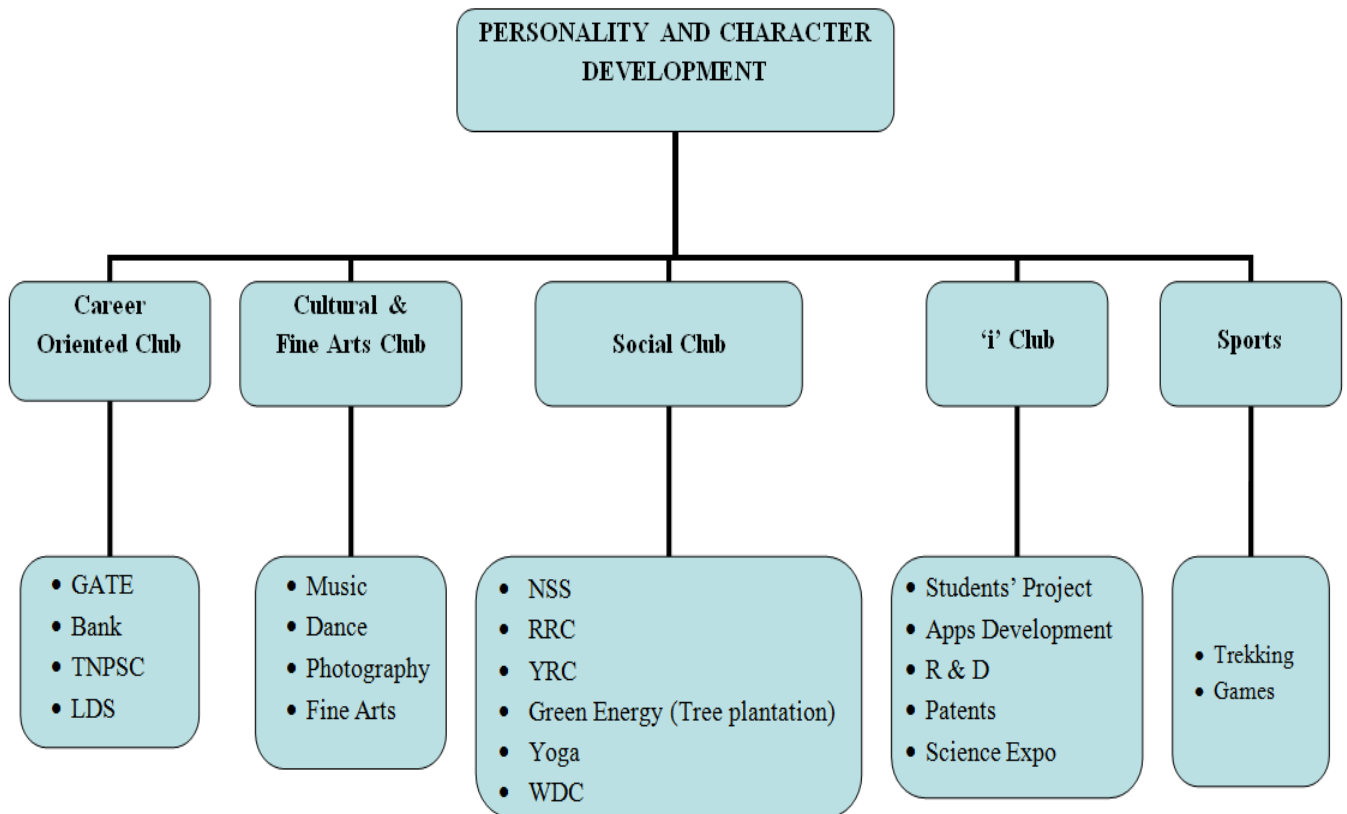 PERSONALITY AND CHARACTER
DEVELOPMENT
Career
Oriented Club
Cultural &
Fine Arts Club
Social Club
‘i’ Club
Sports
• GATE
• Bank
• TNPSC
• LDS
• Music
• Dance
• Photography
• Fine Arts
• NSS
• RRC
• YRC
• Green Energy (Tree plantation)
• Yoga
• WDC
• Students’ Project
• Apps Development
• R & D
• Patents
• Science Expo
• Trekking
• Games